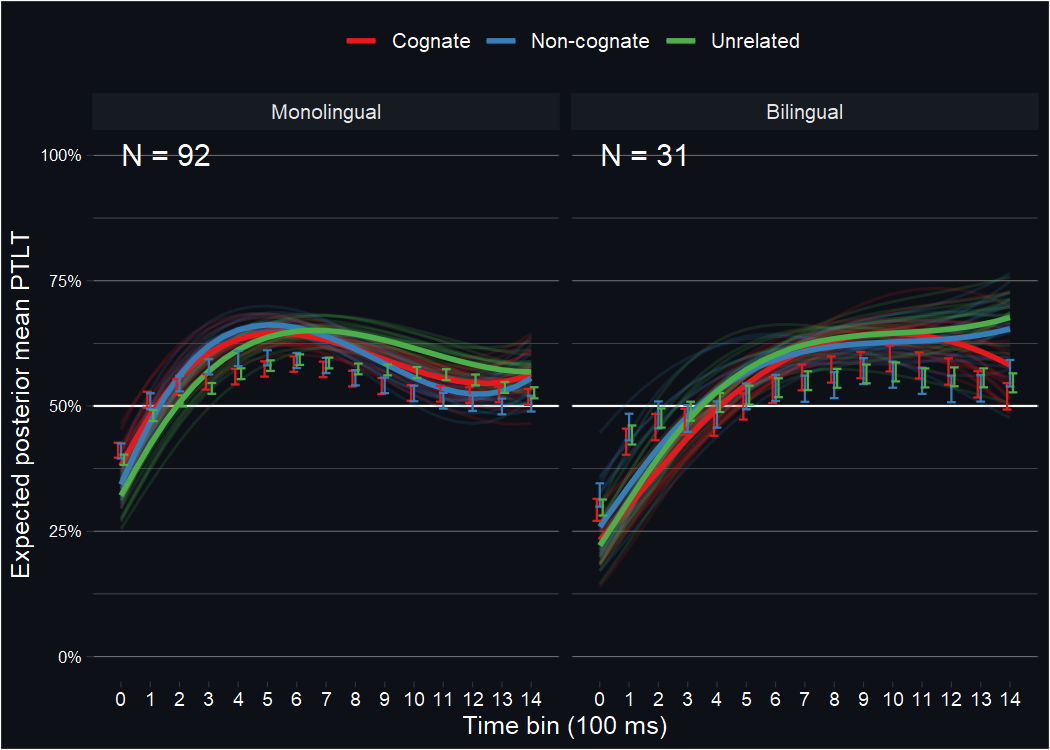 Cognate Non-cognate Unrelated
Monolingual Bilingual
N = 92 N = 31
100%
75%
50%
25%
0%
Expected posterior mean PTLT
0 1 2 3 4 5 6 7 8 9 10 11 12 13 14 0 1 2 3 4 5 6 7 8 9 10 11 12 13 14
Time bin (100 ms)